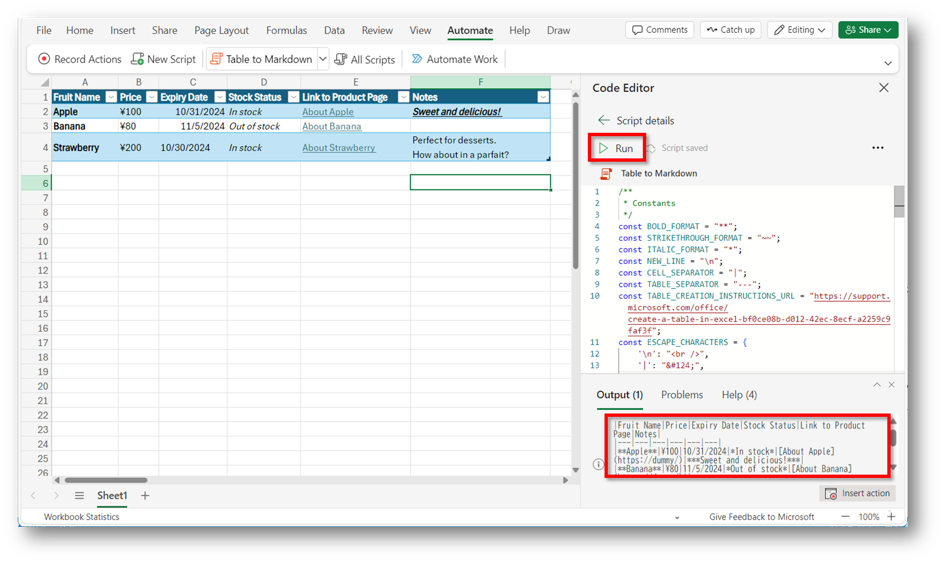 File Home Insert Share Page Layout Formulas Data Review View Automate Help Draw Comments Catch up Editing Share
Record Actions New Script Table to Markdown All Scripts Automate Work
A B C D E F
1 Fruit Name Price Expiry Date Stock Status Link to Product Page Notes
2 Apple ¥100 10/31/2024 In stock About Apple Sweet and delicious!
3 Banana ¥80 11/5/2024 Out of stock About Banana
4 Strawberry ¥200 10/30/2024 In stock About Strawberry Perfect for desserts.
How about in a parfait?
5
6
7
8
9
10
11
12
13
14
15
16
17
18
19
20
21
22
23
24
25
26
Sheet1
Workbook Statistics
Code Editor
Script details
Run Script saved
Table to Markdown
1 /**
2 * Constants
3 */
4 const BOLD_FORMAT = "**";
5 const STRIKETHROUGH_FORMAT = "~~";
6 const ITALIC_FORMAT = "*";
7 const NEW_LINE = "\n";
8 const CELL_SEPARATOR = "|";
9 const TABLE_SEPARATOR = "---";
10 const TABLE_CREATION_INSTRUCTIONS_URL = "https://support.
microsoft.com/office/
create-a-table-in-excel-bf0ce08b-d012-42ec-8ecf-a2259c9
faf3f";
11 const ESCAPE_CHARACTERS = {
12 '\n': "<br />",
13 '|': "&#124;",
Output (1) Problems Help (4)
|Fruit Name|Price|Expiry Date|Stock Status|Link to Product
Page|Notes|
|---|---|---|---|---|---|
|**Apple**|¥100|10/31/2024|*In stock*|[About Apple]
(https://dummy/)|***Sweet and delicious!***|
|**Banana**|¥80|11/5/2024|*Out of stock*|[About Banana]
Insert action
Give Feedback to Microsoft 100%